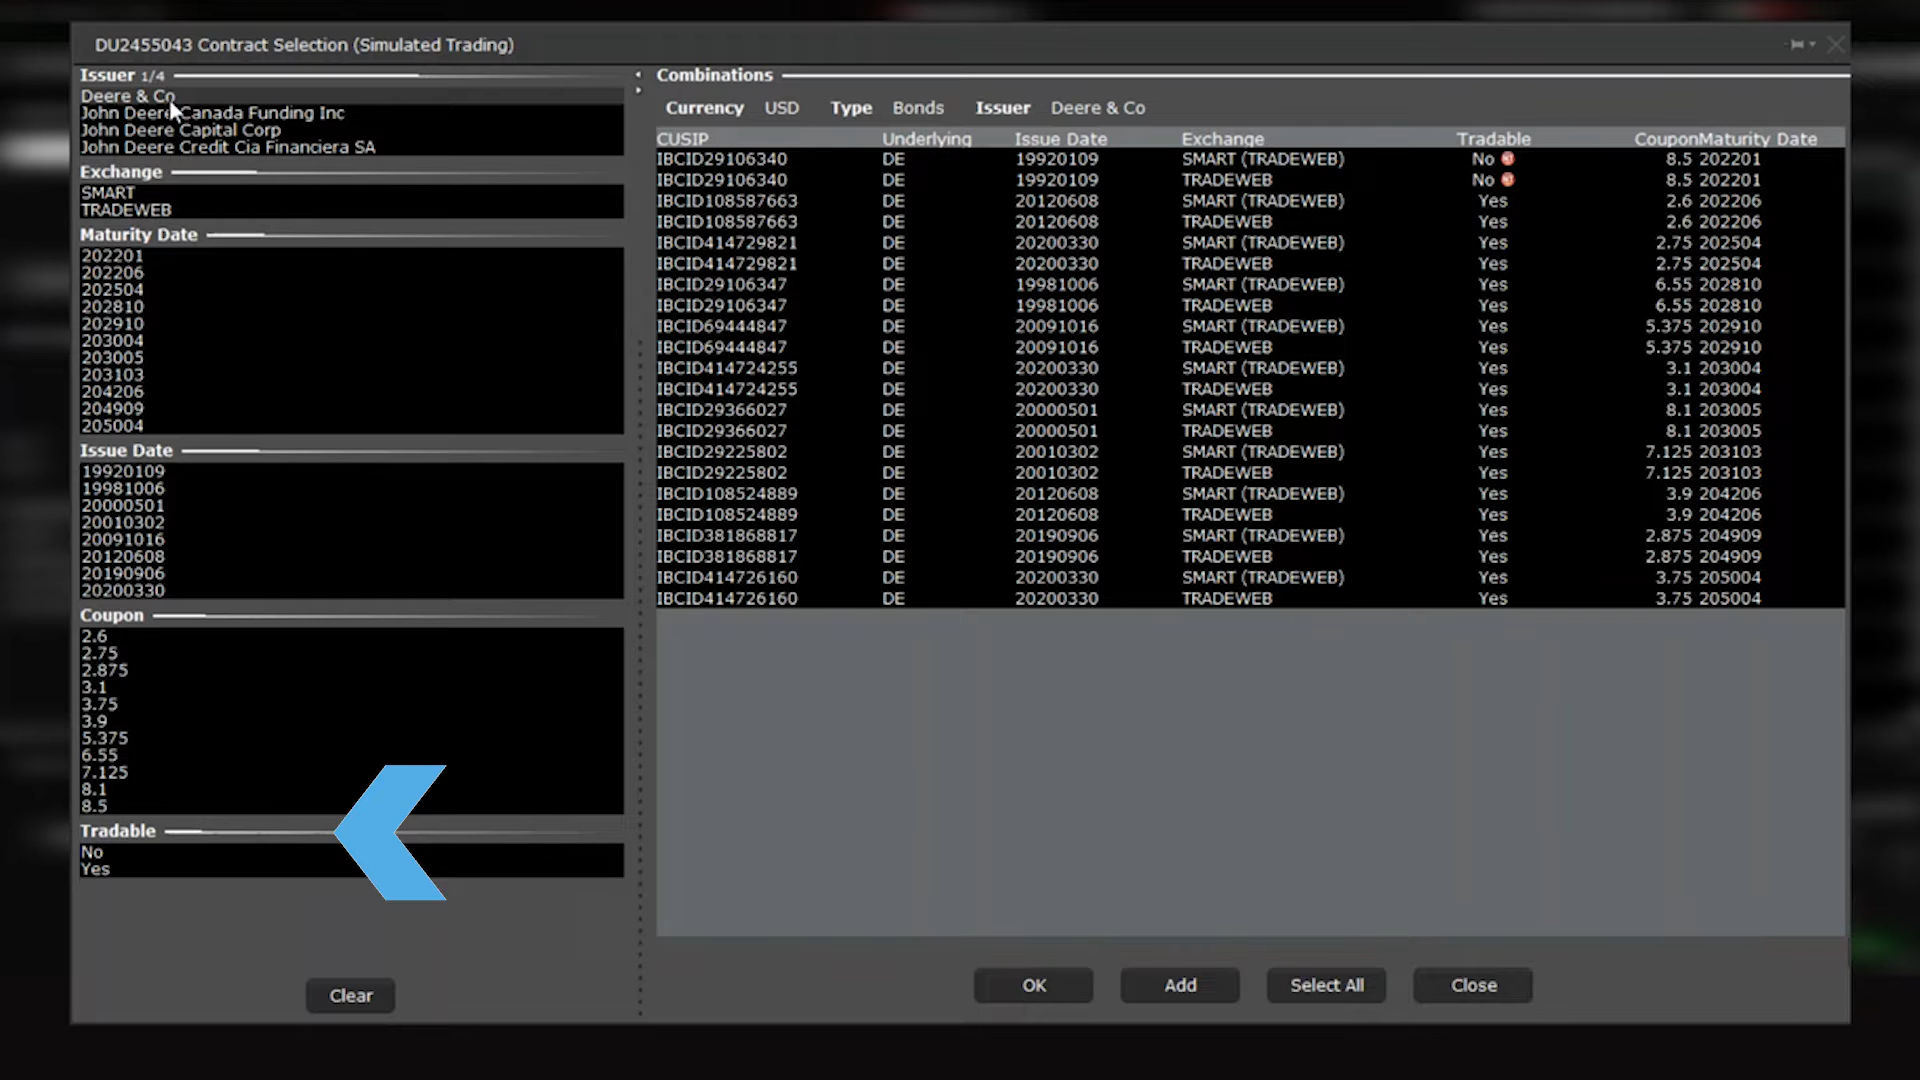 DU2455043 Contract Selection (Simulated Trading)
Issuer 1/4
Deere & Co
John Deere Canada Funding Inc
John Deere Capital Corp
John Deere Credit Cia Financiera SA
Exchange
SMART
TRADEWEB
Maturity Date
202201
202206
202504
202810
202910
203004
203005
203103
204206
204909
205004
Issue Date
19920109
19981006
20000501
20010302
20091016
20120608
20190906
20200330
Coupon
2.6
2.75
2.875
3.1
3.75
3.9
5.375
6.55
7.125
8.1
8.5
Tradable
No
Yes
Clear
Combinations
Currency USD Type Bonds Issuer Deere & Co
CUSIP Underlying Issue Date Exchange Tradable Coupon Maturity Date
IBCID29106340 DE 19920109 SMART (TRADEWEB) No 8.5 202201
IBCID29106340 DE 19920109 TRADEWEB No 8.5 202201
IBCID108587663 DE 20120608 SMART (TRADEWEB) Yes 2.6 202206
IBCID108587663 DE 20120608 TRADEWEB Yes 2.6 202206
IBCID414729821 DE 20200330 SMART (TRADEWEB) Yes 2.75 202504
IBCID414729821 DE 20200330 TRADEWEB Yes 2.75 202504
IBCID29106347 DE 19981006 SMART (TRADEWEB) Yes 6.55 202810
IBCID29106347 DE 19981006 TRADEWEB Yes 6.55 202810
IBCID69444847 DE 20091016 SMART (TRADEWEB) Yes 5.375 202910
IBCID69444847 DE 20091016 TRADEWEB Yes 5.375 202910
IBCID414724255 DE 20200330 SMART (TRADEWEB) Yes 3.1 203004
IBCID414724255 DE 20200330 TRADEWEB Yes 3.1 203004
IBCID29366027 DE 20000501 SMART (TRADEWEB) Yes 8.1 203005
IBCID29366027 DE 20000501 TRADEWEB Yes 8.1 203005
IBCID29225802 DE 20010302 SMART (TRADEWEB) Yes 7.125 203103
IBCID29225802 DE 20010302 TRADEWEB Yes 7.125 203103
IBCID108524889 DE 20120608 SMART (TRADEWEB) Yes 3.9 204206
IBCID108524889 DE 20120608 TRADEWEB Yes 3.9 204206
IBCID381868817 DE 20190906 SMART (TRADEWEB) Yes 2.875 204909
IBCID381868817 DE 20190906 TRADEWEB Yes 2.875 204909
IBCID414726160 DE 20200330 SMART (TRADEWEB) Yes 3.75 205004
IBCID414726160 DE 20200330 TRADEWEB Yes 3.75 205004
OK Add Select All Close